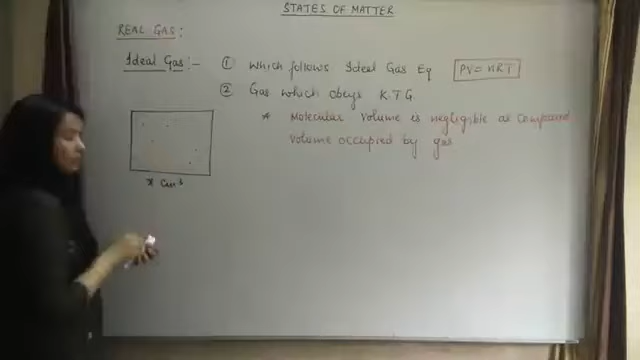 STATES OF MATTER
REAL GAS:
Ideal Gas:- ① which follows Ideal Gas Eq PV = nRT
② Gas which obeys K.T.G.
* Molecular Volume is negligible as compared
Volume occupied by gas
x cm³